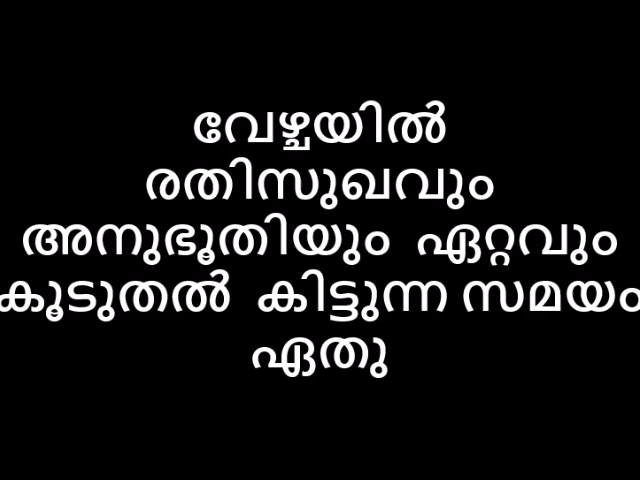 വേഴ്ചയിൽ
രതിസുഖവും
അനുഭൂതിയും ഏറ്റവും
കൂടുതൽ കിട്ടുന്ന സമയം
ഏതു